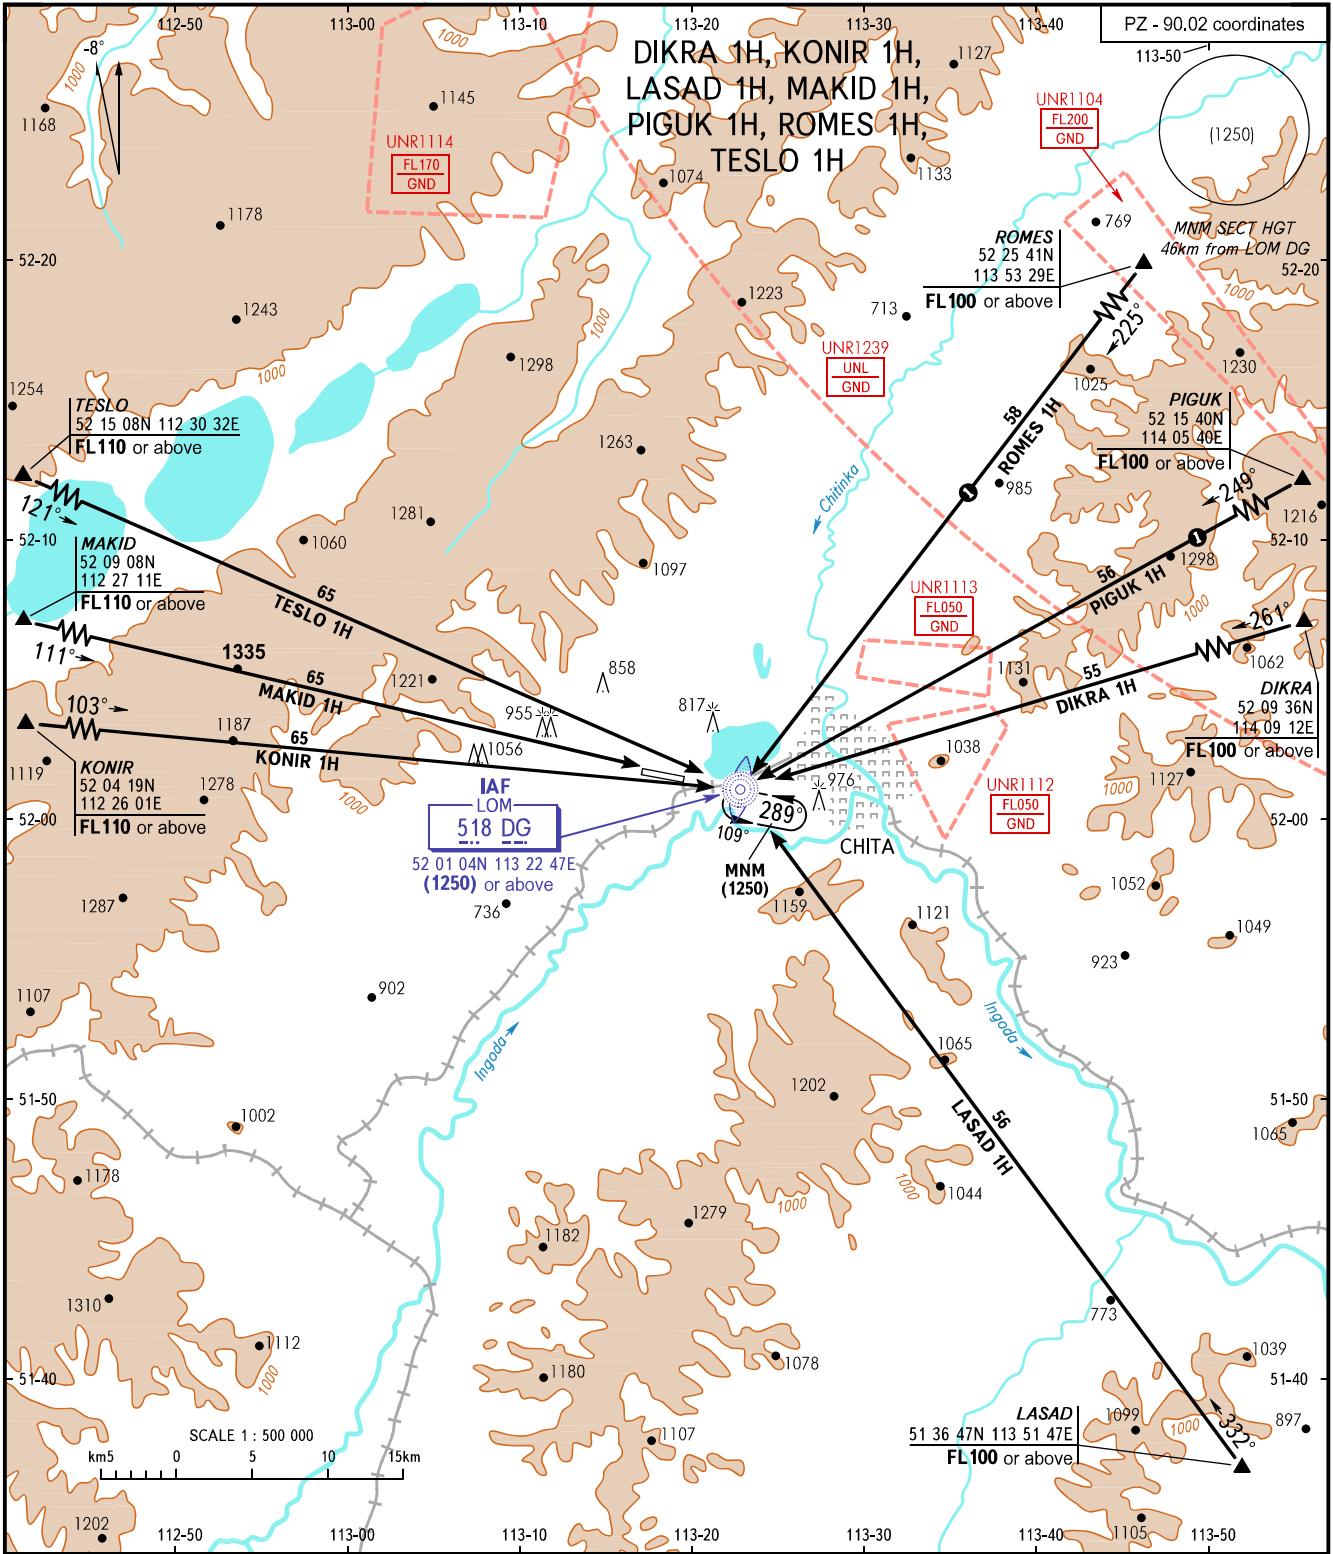 112-50
113-00
113-10
113-20
113-30
113-40
PZ - 90.02 coordinates
113-50
-8°
1000
1000
1168
1145
DIKRA 1H, KONIR 1H,
LASAD 1H, MAKID 1H,
PIGUK 1H, ROMES 1H,
TESLO 1H
1127
UNR1104
FL200
GND
(1250)
UNR1114
FL170
GND
1074
1133
1178
769
MNM SECT HGT
46km from LOM DG
52-20
52-20
ROMES
52 25 41N
113 53 29E
FL100 or above
1000
1243
1223
713
1000
225°
1298
1000
UNR1239
UNL
GND
1025
1230
1254
TESLO
52 15 08N 112 30 32E
FL110 or above
PIGUK
52 15 40N
114 05 40E
FL100 or above
58
ROMES 1H
1263
Chitinka
985
249°
1216
121°
1281
52-10
52-10
MAKID
52 09 08N
112 27 11E
FL110 or above
1060
1097
1298
56
PIGUK 1H
1000
65
TESLO 1H
UNR1113
FL050
GND
261°
1062
111°
1335
65
MAKID 1H
858
1131
55
DIKRA 1H
DIKRA
52 09 36N
114 09 12E
FL100 or above
1221
103°
955
817
1187
65
KONIR 1H
1056
1038
1119
KONIR
52 04 19N
112 26 01E
FL110 or above
1278
1000
IAF
LOM
518 DG
52 01 04N 113 22 47E
(1250) or above
976
289°
109°
UNR1112
FL050
GND
1127
1000
52-00
52-00
CHITA
MNM
(1250)
1287
736
1159
1052
1121
1049
923
1107
902
Ingoda
Ingoda
1065
1202
51-50
51-50
1002
56
LASAD 1H
1065
1178
1000
1044
1000
1279
1182
1310
773
1112
1000
1180
1078
1039
51-40
51-40
LASAD
51 36 47N 113 51 47E
FL100 or above
1099
1000
332°
897
SCALE 1 : 500 000
km5
0
5
10
15km
1107
1202
1105
112-50
113-00
113-10
113-20
113-30
113-40
113-50